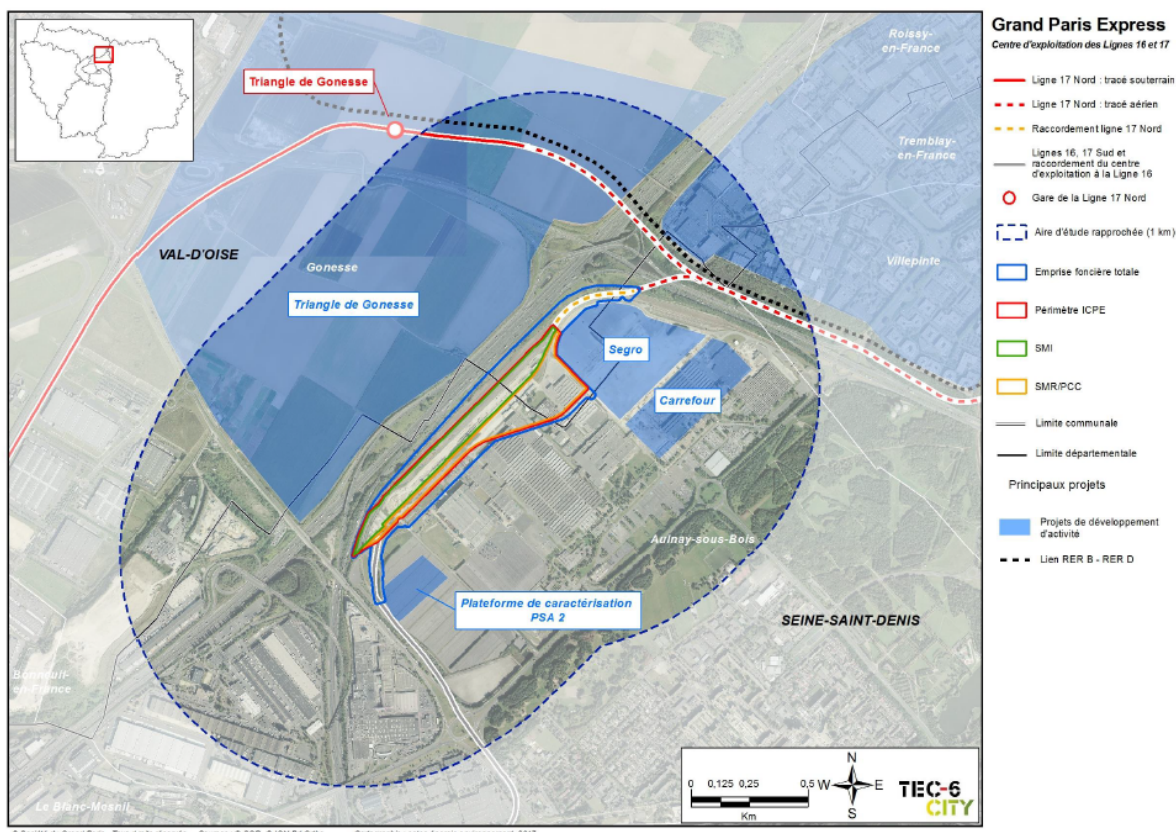 Grand Paris Express
Centre d'exploitation des Lignes 16 et 17
Ligne 17 Nord : tracé souterrain
Ligne 17 Nord : tracé aérien
Raccordement ligne 17 Nord
Lignes 16, 17 Sud et
raccordement du centre
d'exploitation à la Ligne 16
Gare de la Ligne 17 Nord
Aire d'étude rapprochée (1 km)
Emprise foncière totale
Périmètre ICPE
SMI
SMR/PCC
Limite communale
Limite départementale
Principaux projets
Projets de développement
d'activité
Lien RER B - RER D
Roissy-
en-France
Triangle de Gonesse
Tremblay-
en-France
VAL-D'OISE
Gonesse
Villepinte
Triangle de Gonesse
Segro
Carrefour
Aulnay-sous-Bois
Plateforme de caractérisation
PSA 2
SEINE-SAINT-DENIS
Bonneuil-
en-France
Le Blanc-Mesnil
0 0,125 0,25 0,5
Km
N
W E
S
TEC-6
CITY